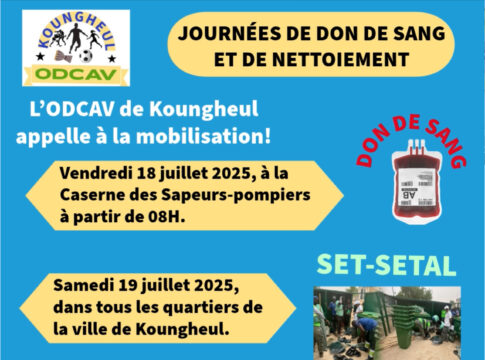 KOUNGHEUL
ODCAV
JOURNÉES DE DON DE SANG
ET DE NETTOIEMENT
L'ODCAV de Koungheul
appelle à la mobilisation!
DON DE SANG
Vendredi 18 juillet 2025, à la
Caserne des Sapeurs-pompiers
à partir de 08H.
AB
SET-SETAL
Samedi 19 juillet 2025,
dans tous les quartiers de
la ville de Koungheul.